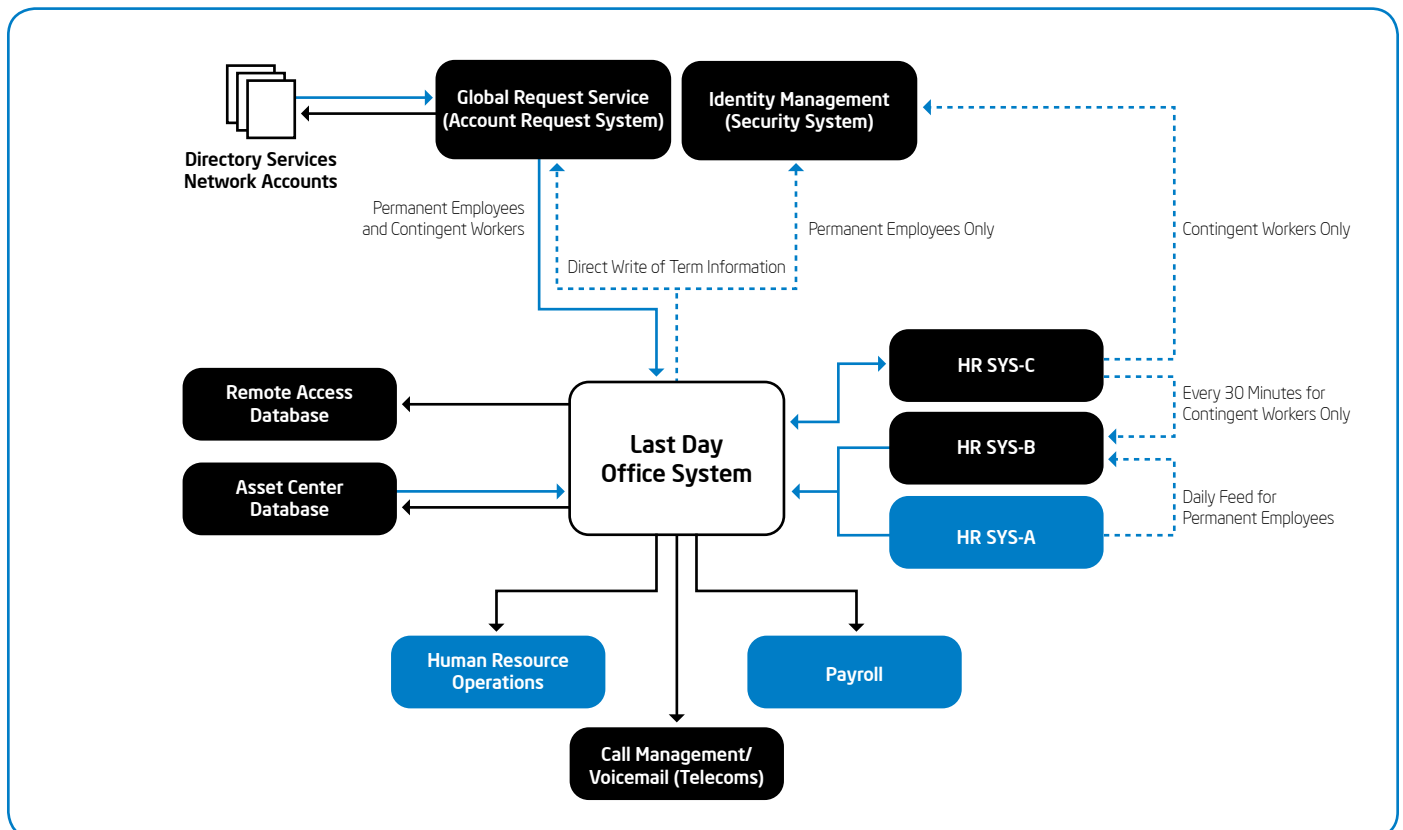 Global Request Service
(Account Request System)
Identity Management
(Security System)
Directory Services
Network Accounts
Permanent Employees
and Contingent Workers
Permanent Employees Only
Contingent Workers Only
Direct Write of Term Information
Remote Access
Database
Asset Center
Database
Last Day
Office System
HR SYS-C
HR SYS-B
HR SYS-A
Every 30 Minutes for
Contingent Workers Only
Daily Feed for
Permanent Employees
Human Resource
Operations
Payroll
Call Management/
Voicemail (Telecoms)